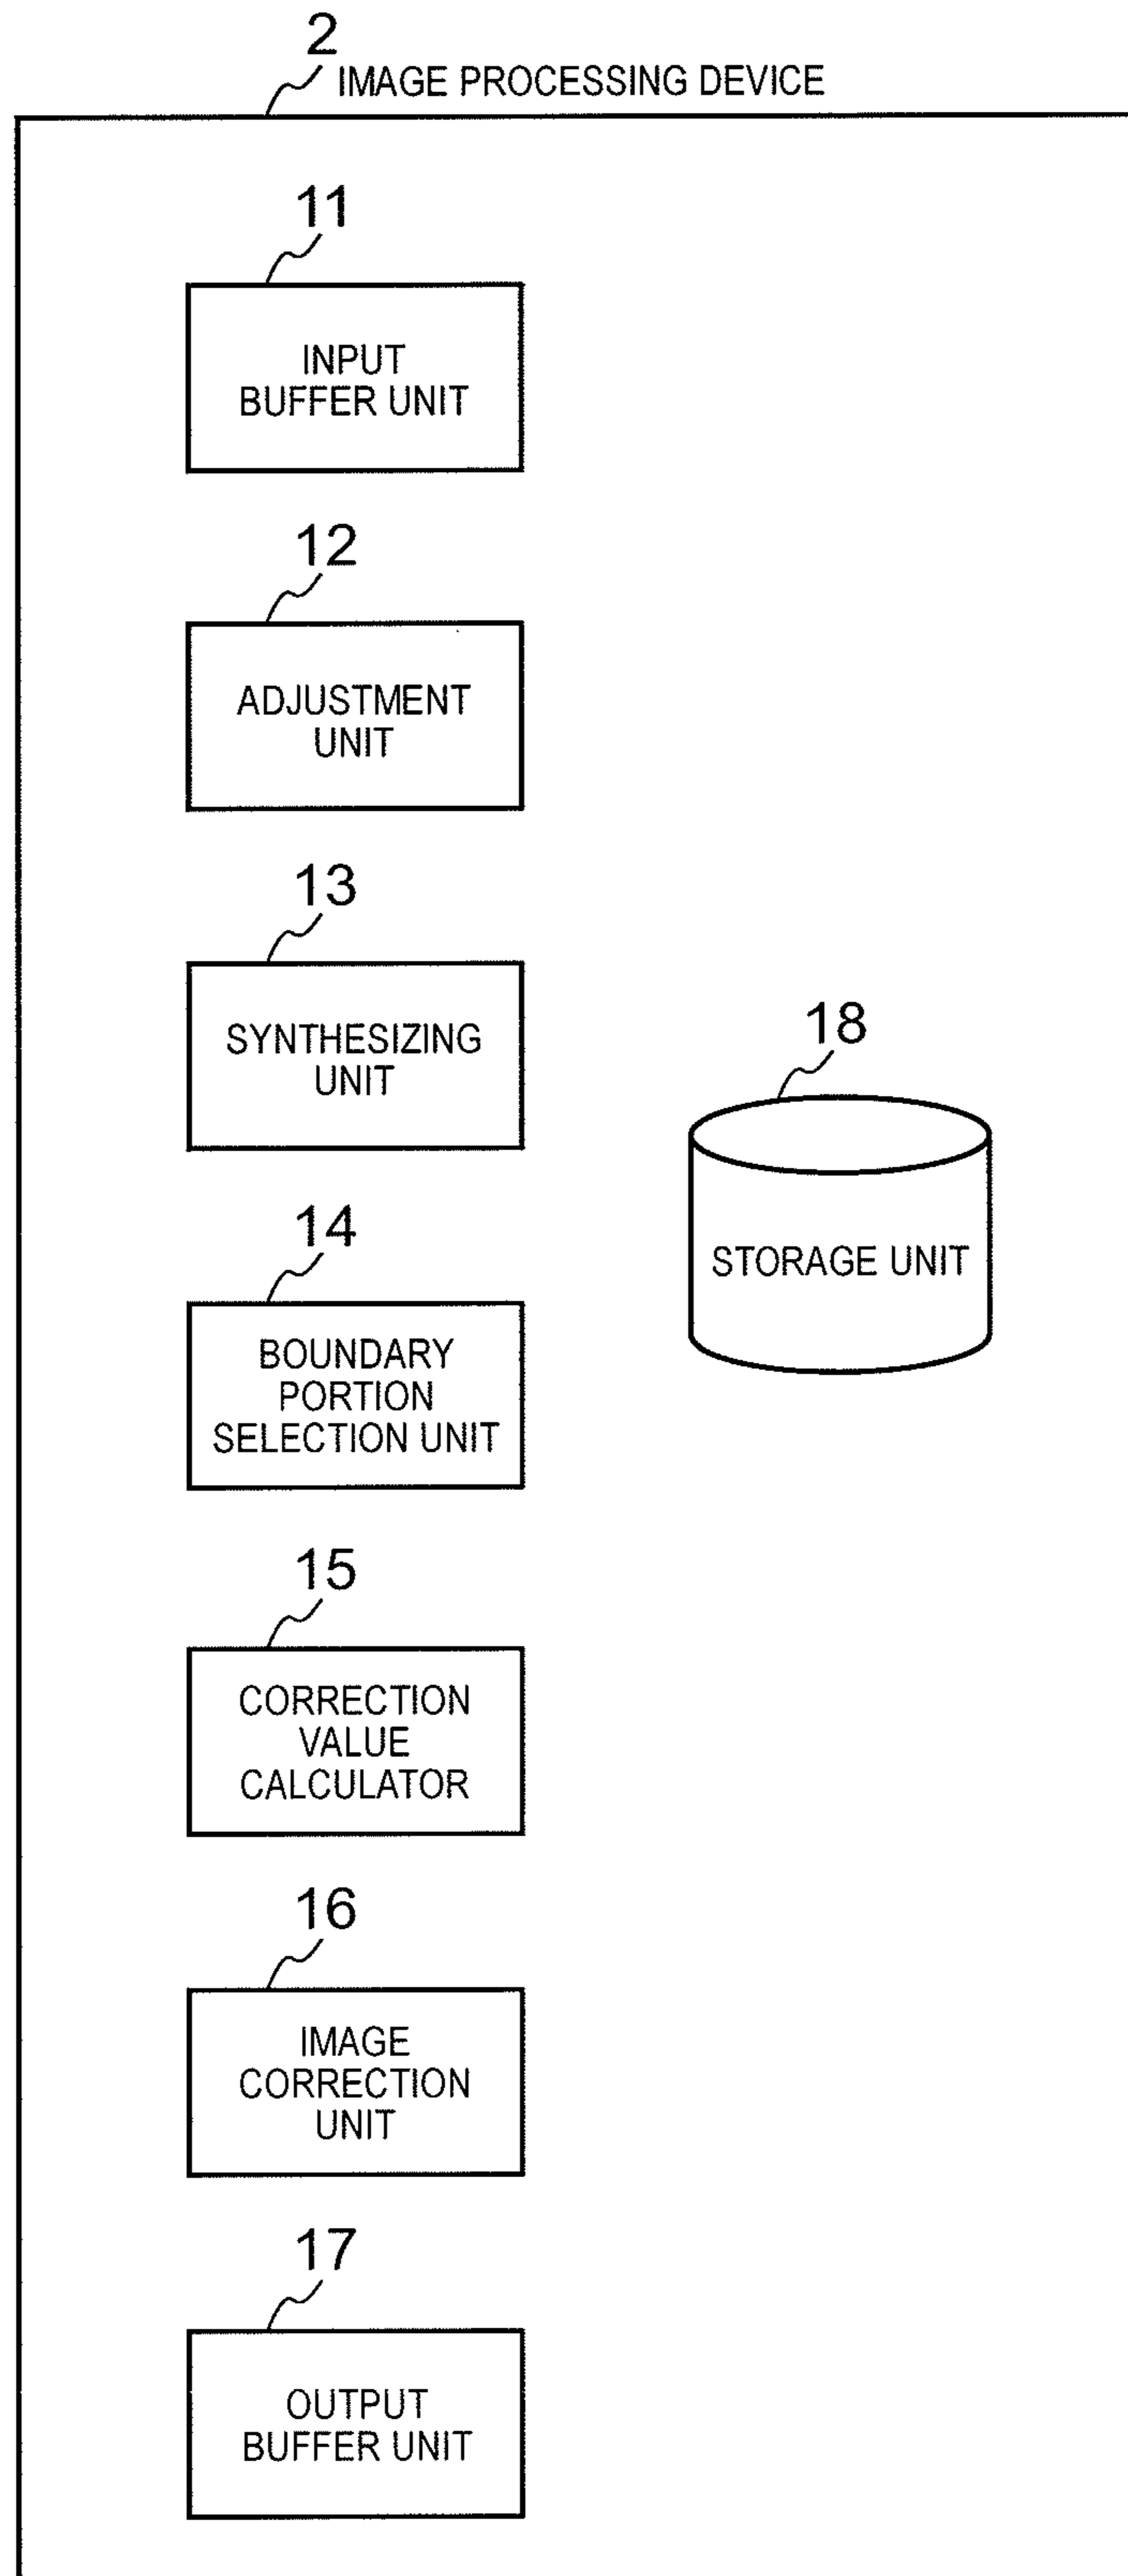 2
IMAGE PROCESSING DEVICE
11
INPUT
BUFFER UNIT
12
ADJUSTMENT
UNIT
13
SYNTHESIZING
UNIT
18
STORAGE UNIT
14
BOUNDARY
PORTION
SELECTION UNIT
15
CORRECTION
VALUE
CALCULATOR
16
IMAGE
CORRECTION
UNIT
17
OUTPUT
BUFFER UNIT